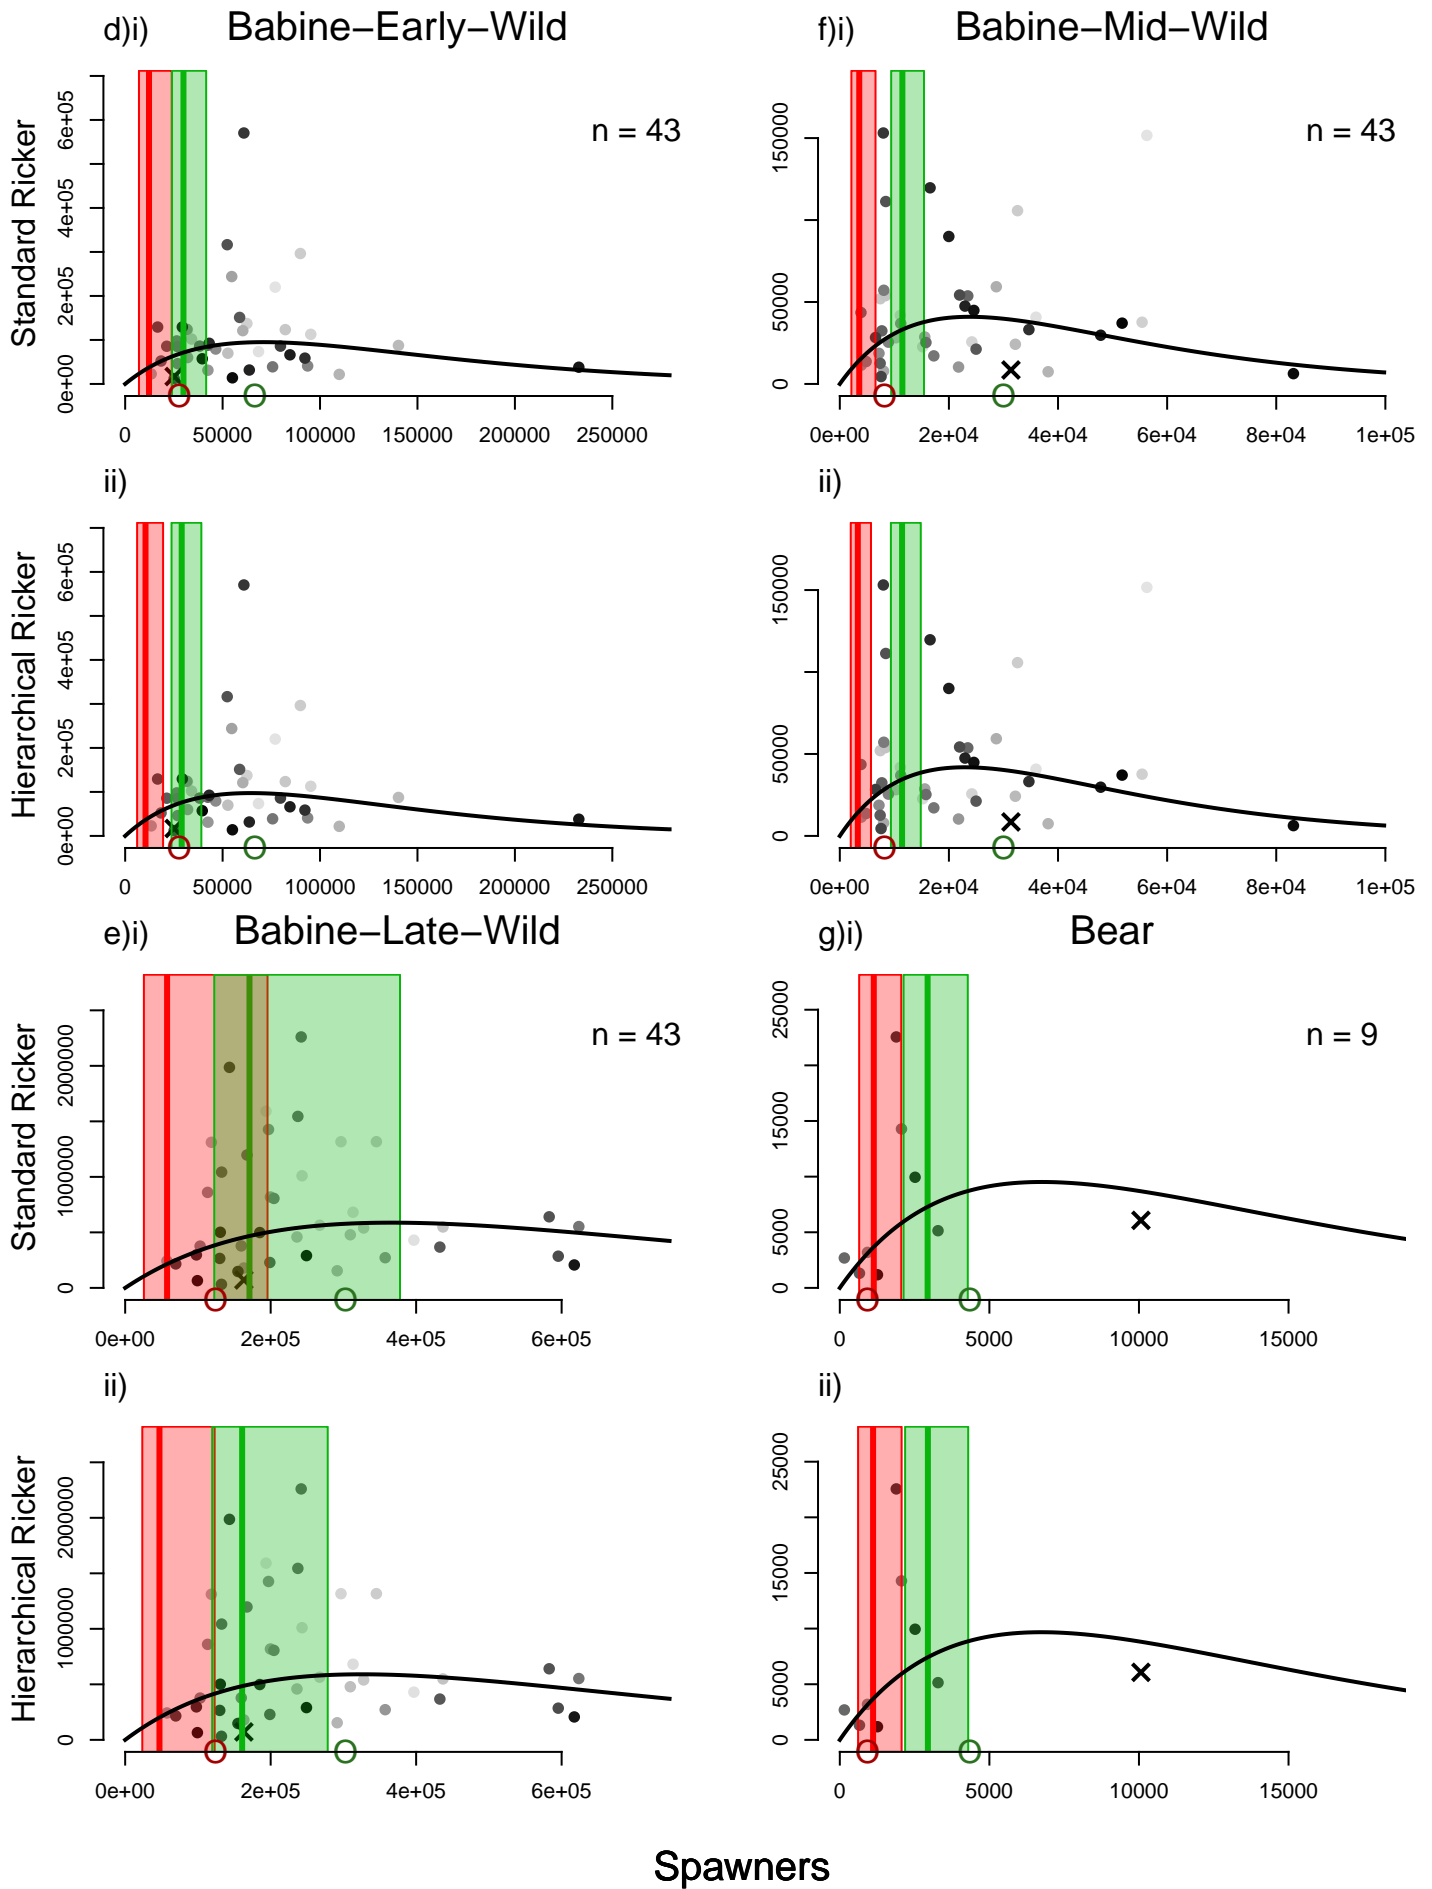 d)i) Babine−Early−Wild
f)i) Babine−Mid−Wild
Standard Ricker
0e+00 2e+05 4e+05 6e+05
n = 43
0 50000 100000 150000 200000 250000
0 50000 150000
n = 43
0e+00 2e+04 4e+04 6e+04 8e+04 1e+05
ii)
ii)
Hierarchical Ricker
0e+00 2e+05 4e+05 6e+05
0 50000 100000 150000 200000 250000
0 50000 150000
0e+00 2e+04 4e+04 6e+04 8e+04 1e+05
e)i) Babine−Late−Wild
g)i) Bear
Standard Ricker
0 1000000 2000000
n = 43
0e+00 2e+05 4e+05 6e+05
0 5000 15000 25000
n = 9
0 5000 10000 15000
ii)
ii)
Hierarchical Ricker
0 1000000 2000000
0e+00 2e+05 4e+05 6e+05
0 5000 15000 25000
0 5000 10000 15000
Spawners